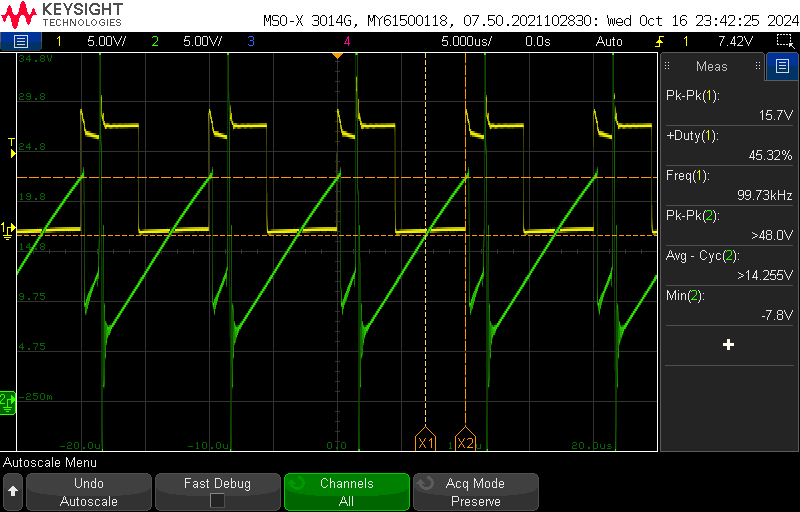 KEYSIGHT
TECHNOLOGIES
MSO-X 3014G, MY61500118, 07.50.2021102830: Wed Oct 16 23:42:25 2024
1 5.00V/ 2 5.00V/ 3 4 5.000us/ 0.0s Auto 1 7.42V
34.8V
29.8
24.8
19.8
14.8
9.75
4.75
-250m
-20.0u -10.0u 0.0 20.0us
T
1
2
X1 X2
Meas
Pk-Pk(1):
15.7V
+Duty(1):
45.32%
Freq(1):
99.73kHz
Pk-Pk(2):
>48.0V
Avg - Cyc(2):
>14.255V
Min(2):
-7.8V
Autoscale Menu
Undo
Autoscale
Fast Debug
Channels
All
Acq Mode
Preserve